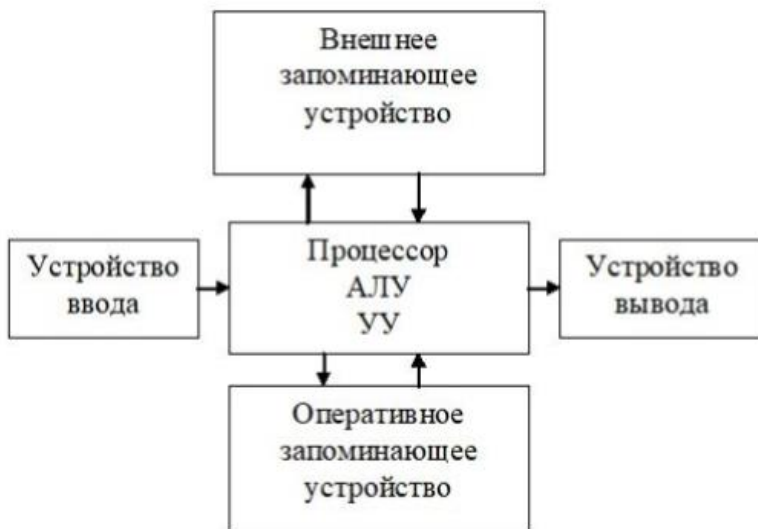 Внешнее
запоминающее
устройство
Устройство
ввода
Процессор
АЛУ
УУ
Устройство
вывода
Оперативное
запоминающее
устройство